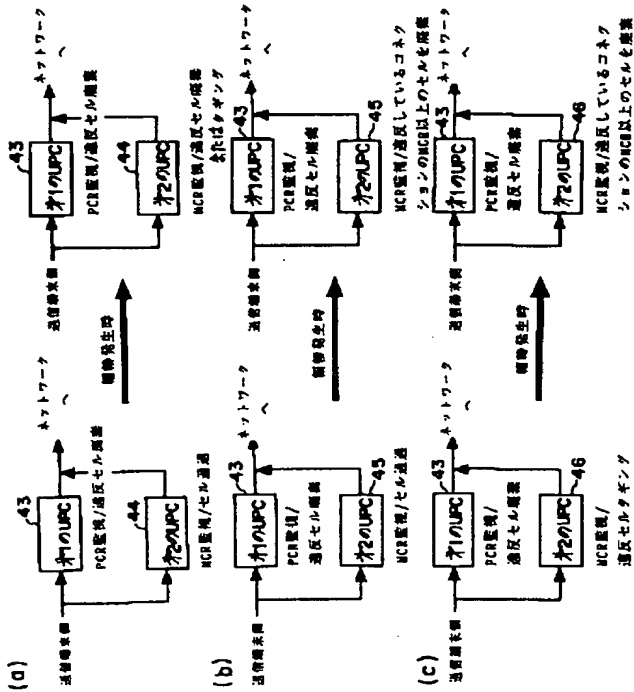 (a)
送信端末側
43
第1のUPC
ネットワーク
へ
PCR監視/違反セル廃棄
44
第2のUPC
MCR監視/セル通過
輻輳発生時
送信端末側
43
第1のUPC
ネットワーク
へ
PCR監視/違反セル廃棄
44
第2のUPC
MCR監視/違反セル廃棄
またはタギング
(b)
送信端末側
43
第1のUPC
ネットワーク
へ
PCR監視/
違反セル廃棄
45
第2のUPC
MCR監視/セル通過
輻輳発生時
送信端末側
43
第1のUPC
ネットワーク
へ
PCR監視/
違反セル廃棄
45
第2のUPC
MCR監視/違反しているコネク
ションのMCR以上のセルを廃棄
(c)
送信端末側
43
第1のUPC
ネットワーク
へ
PCR監視/
違反セル廃棄
46
第2のUPC
MCR監視/
違反セルタギング
輻輳発生時
送信端末側
43
第1のUPC
ネットワーク
へ
PCR監視/
違反セル廃棄
46
第2のUPC
MCR監視/違反しているコネク
ションのMCR以上のセルを廃棄